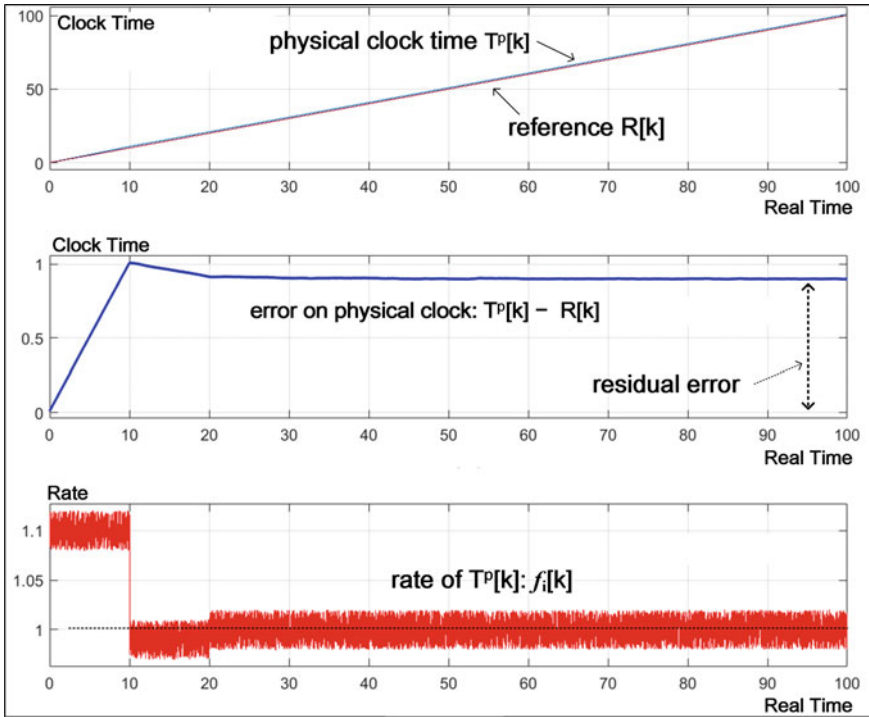 Clock Time
100
physical clock time Tᵖ[k]
50
reference R[k]
0
0 10 20 30 40 50 60 70 80 90 100
Real Time
Clock Time
1
error on physical clock: Tᵖ[k] − R[k]
0.5
residual error
0
0 10 20 30 40 50 60 70 80 90 100
Real Time
Rate
1.1
rate of Tᵖ[k]: fᵢ[k]
1.05
1
0 10 20 30 40 50 60 70 80 90 100
Real Time